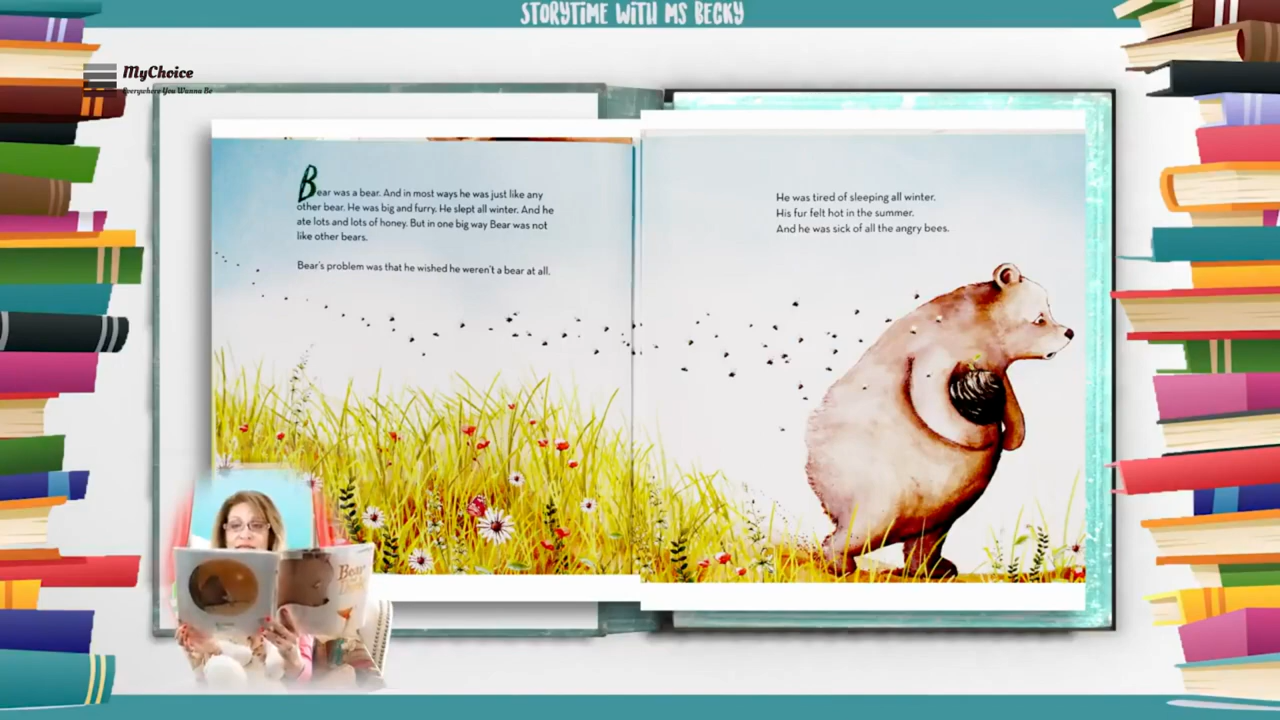 STORYTIME WITH MS BECKY
MyChoice
Everywhere You Wanna Be
Bear was a bear. And in most ways he was just like any
other bear. He was big and furry. He slept all winter. And he
ate lots and lots of honey. But in one big way Bear was not
like other bears.
Bear's problem was that he wished he weren't a bear at all.
He was tired of sleeping all winter.
His fur felt hot in the summer.
And he was sick of all the angry bees.
Bear